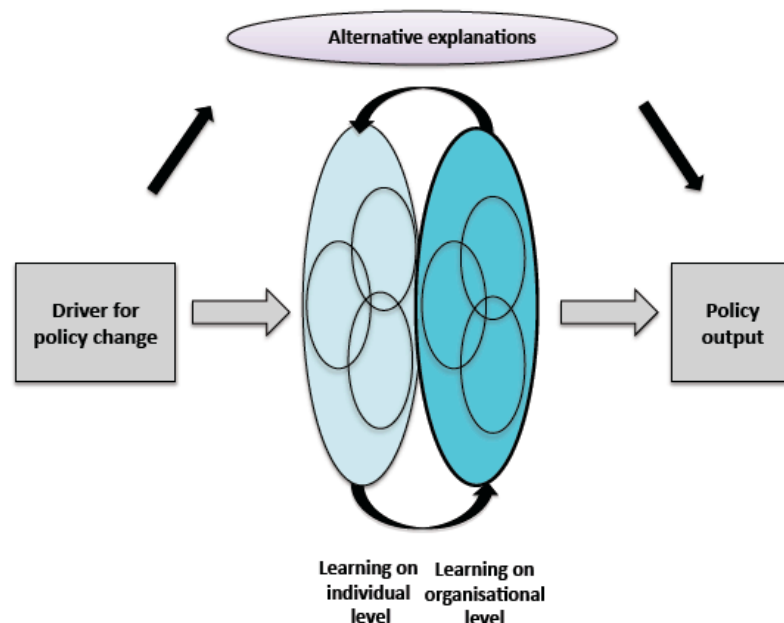 Alternative explanations
Driver for
policy change
Policy
output
Learning on
individual
level
Learning on
organisational
level